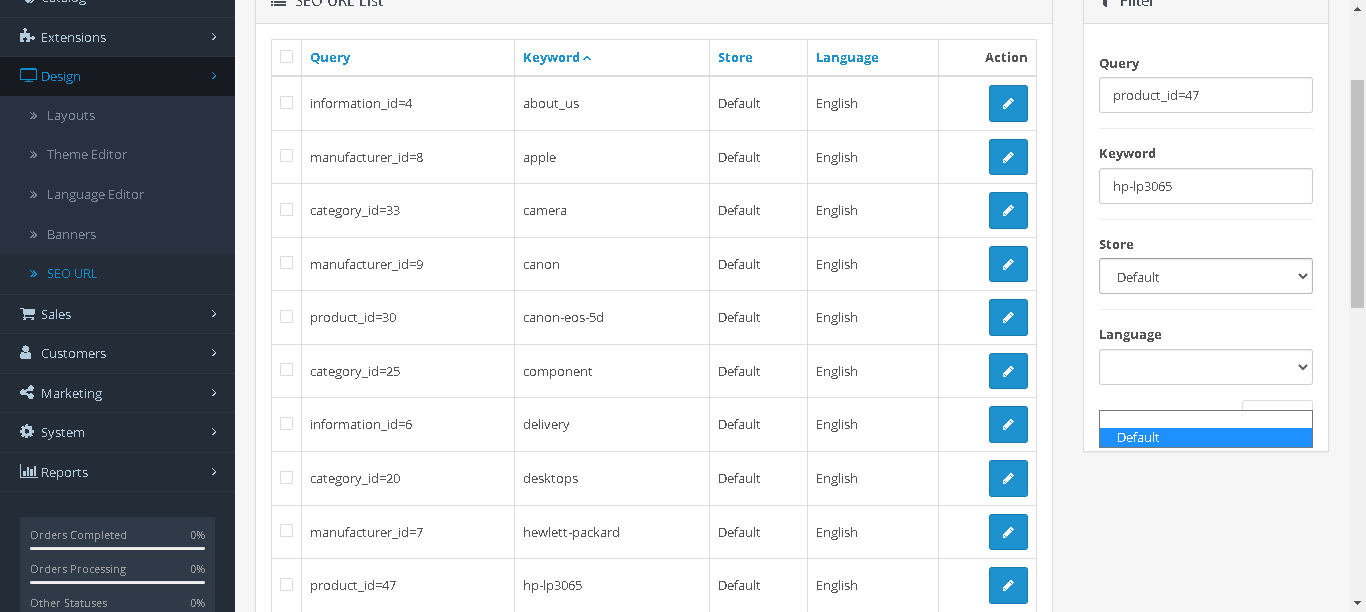 Catalog
Extensions
Design
» Layouts
» Theme Editor
» Language Editor
» Banners
» SEO URL
Sales
Customers
Marketing
System
Reports
Orders Completed 0%
Orders Processing 0%
Other Statuses 0%
SEO URL List
Query Keyword Store Language Action
information_id=4 about_us Default English
manufacturer_id=8 apple Default English
category_id=33 camera Default English
manufacturer_id=9 canon Default English
product_id=30 canon-eos-5d Default English
category_id=25 component Default English
information_id=6 delivery Default English
category_id=20 desktops Default English
manufacturer_id=7 hewlett-packard Default English
product_id=47 hp-lp3065 Default English
Filter
Query
product_id=47
Keyword
hp-lp3065
Store
Default
Language
Default